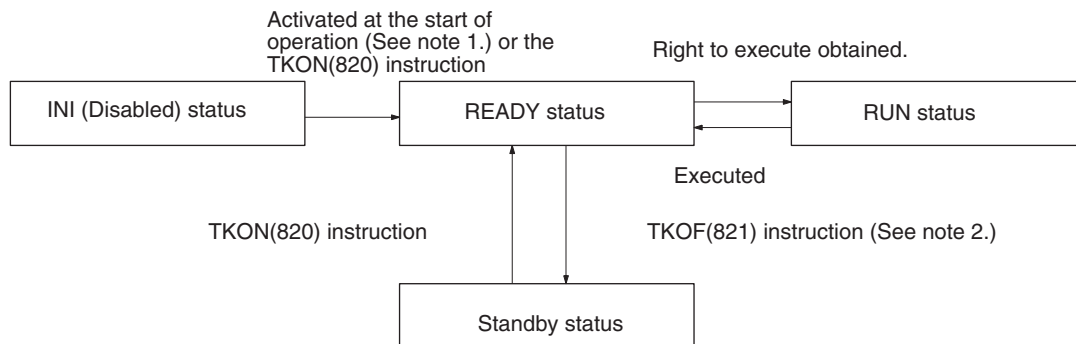 Activated at the start of
operation (See note 1.) or the
TKON(820) instruction
Right to execute obtained.
INI (Disabled) status
READY status
RUN status
Executed
TKON(820) instruction
TKOF(821) instruction (See note 2.)
Standby status